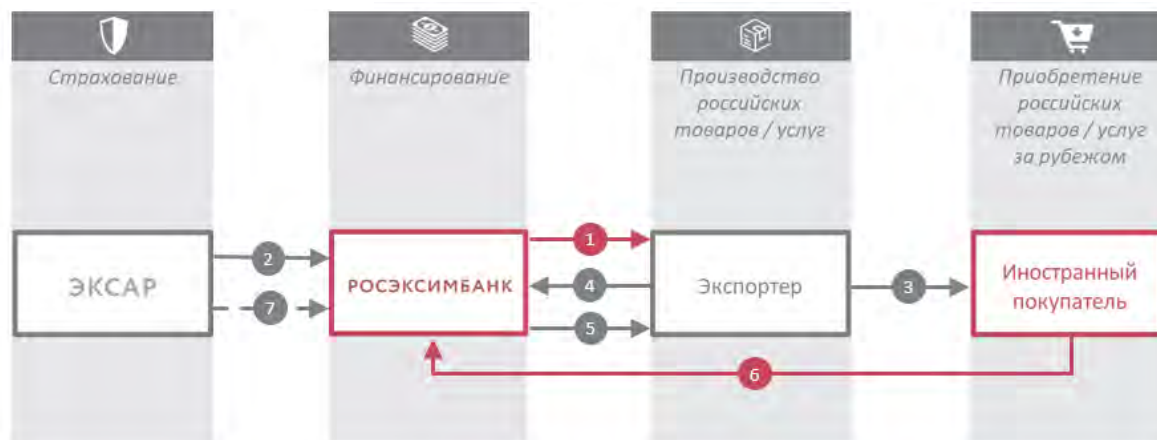 Страхование
Финансирование
Производство
российских
товаров / услуг
Приобретение
российских
товаров / услуг
за рубежом
ЭКСАР
2
7
РОСЭКСИМБАНК
1
4
5
Экспортер
3
Иностранный
покупатель
6